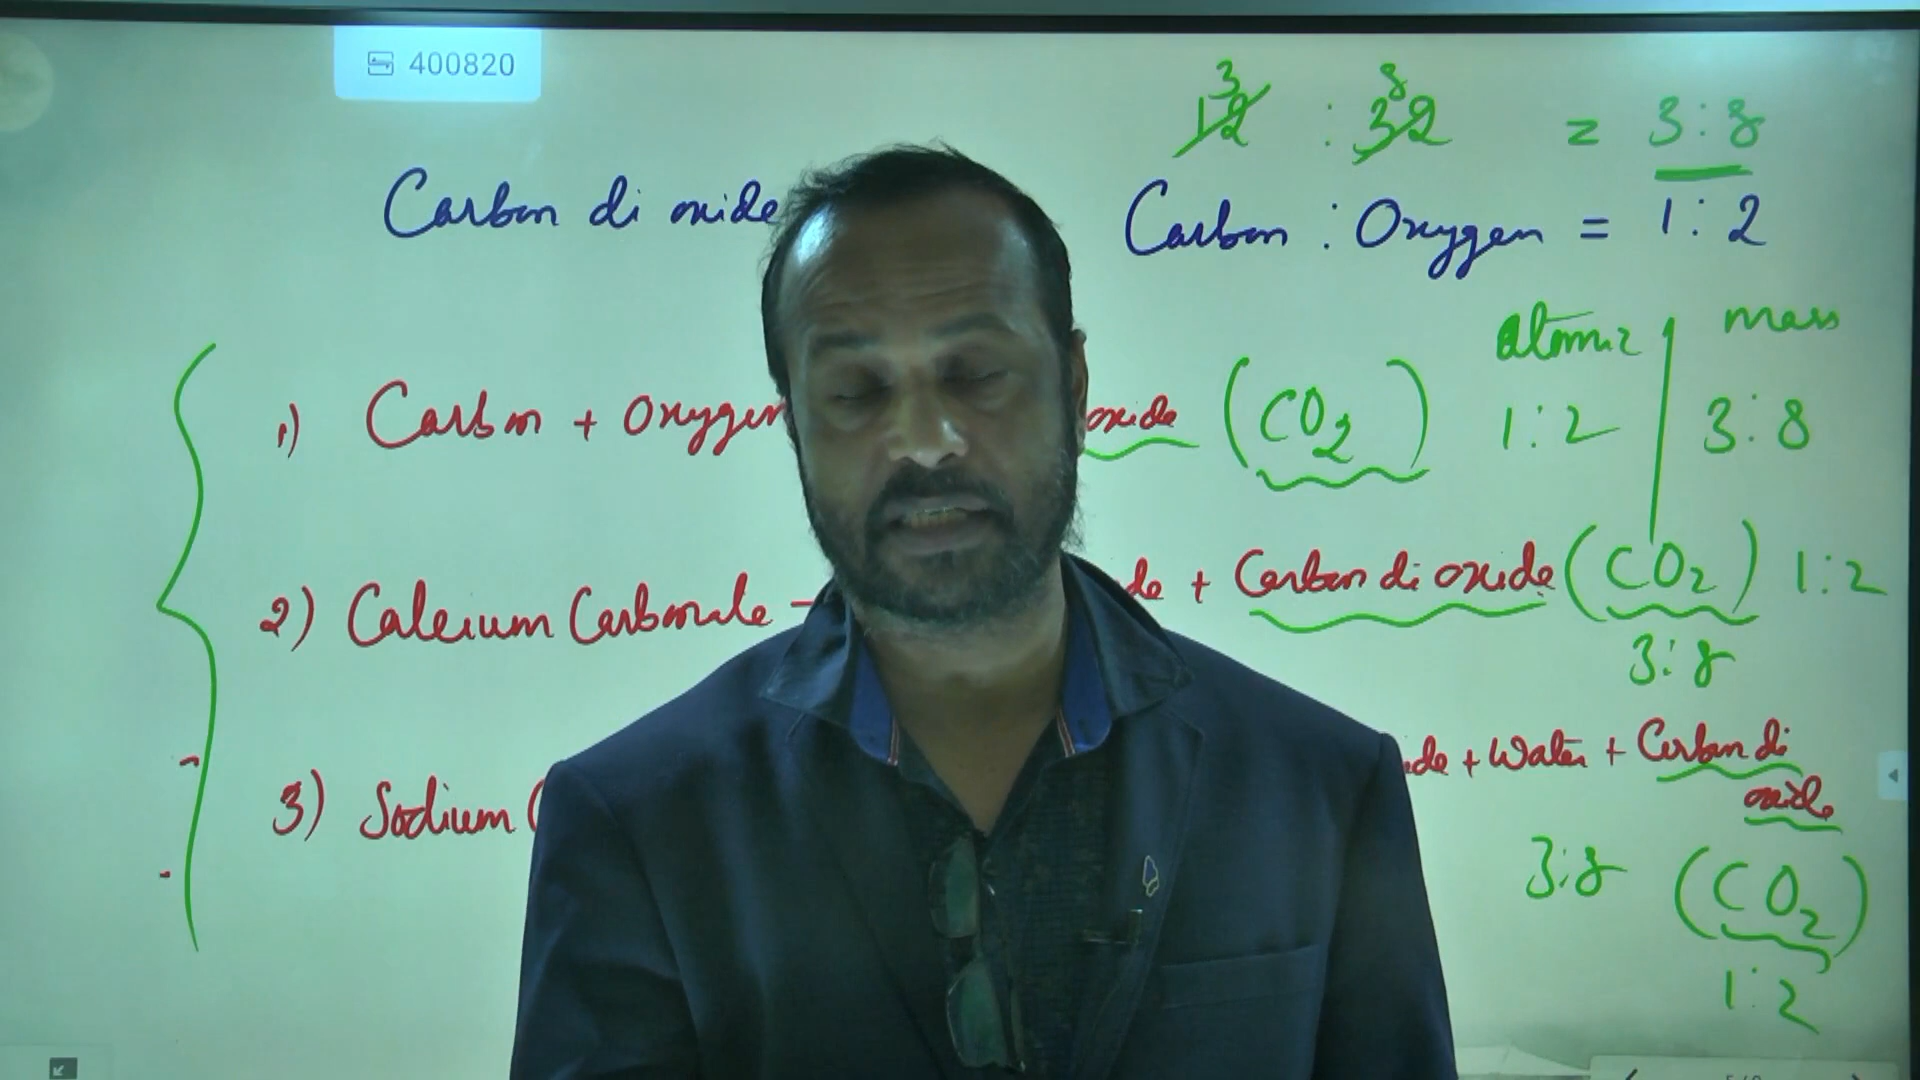 400820
3 8
12 : 32 = 3:8
Carbon di oxide Carbon : Oxygen = 1:2
atomic mass
1) Carbon + Oxygen oxide (CO2) 1:2 3:8
2) Calcium Carbonate - de + Carbon di oxide (CO2) 1:2
3:8
3) Sodium ( de + Water + Carbon di
oxide
3:8 (CO2)
1:2